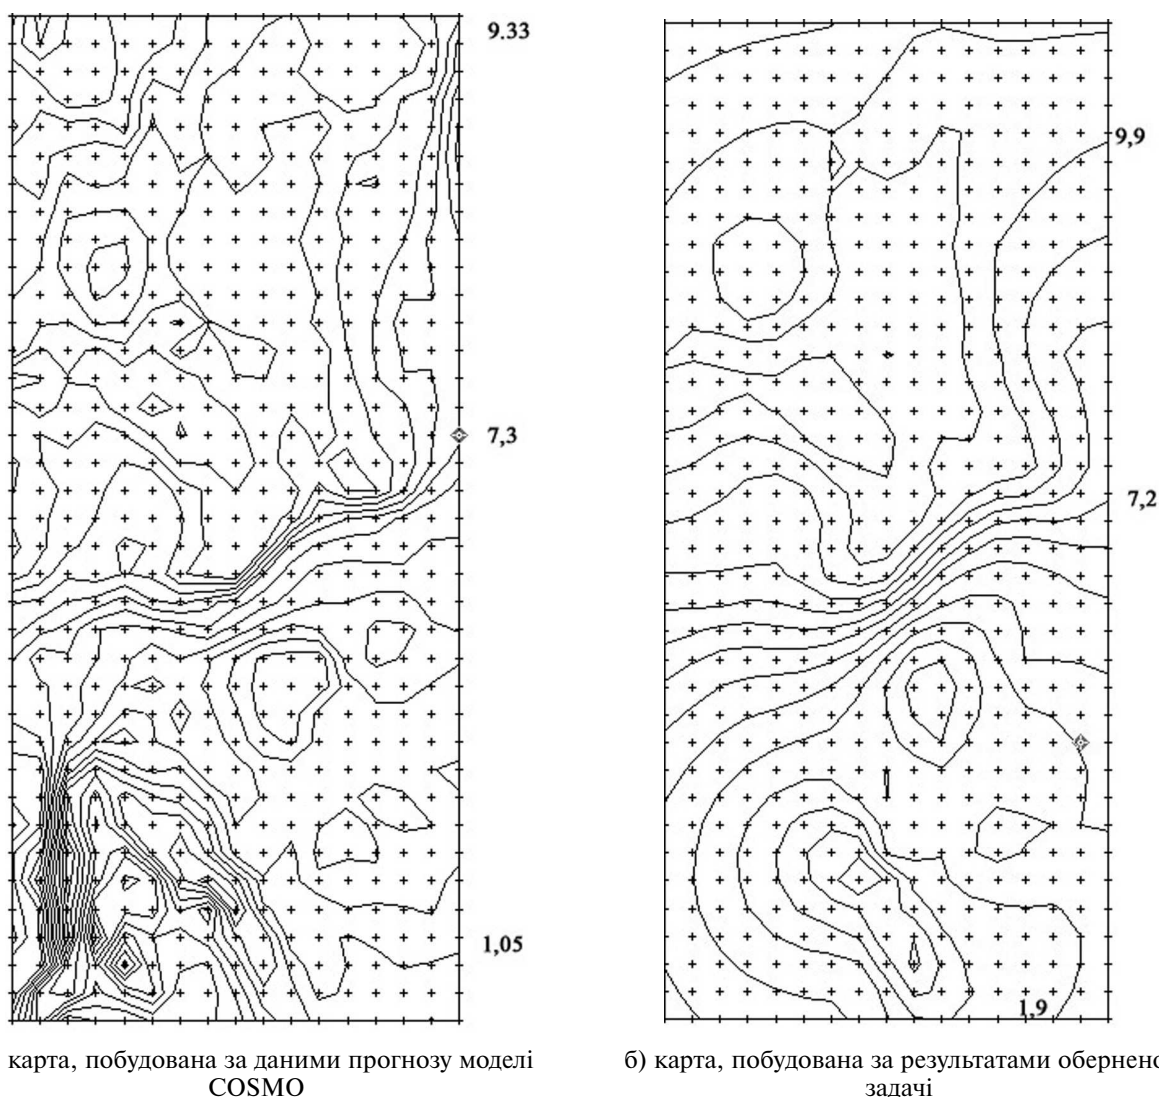 9.33
9,9
7,3
7,2
1,05
1,9
карта, побудована за даними прогнозу моделі
COSMO
б) карта, побудована за результатами обернено
задачі